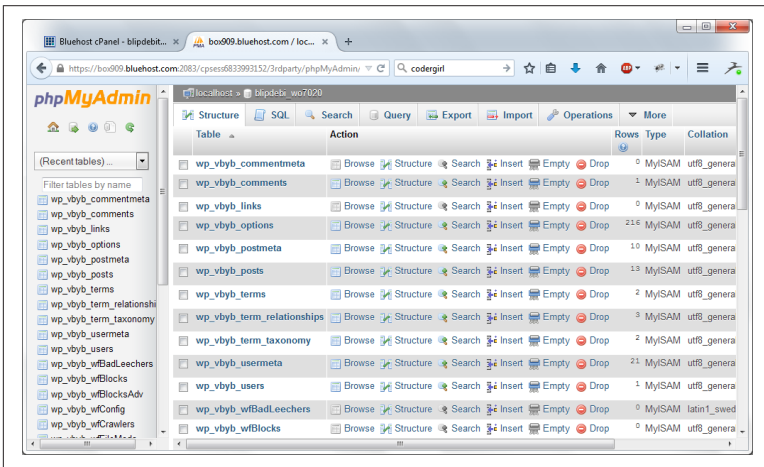 Bluehost cPanel - blipdebit... × box909.bluehost.com / loc... × +
https://box909.bluehost.com:2083/cpsess6833993152/3rdparty/phpMyAdmin/ codergirl
phpMyAdmin
(Recent tables) ...
Filter tables by name
wp_vbyb_commentmeta
wp_vbyb_comments
wp_vbyb_links
wp_vbyb_options
wp_vbyb_postmeta
wp_vbyb_posts
wp_vbyb_terms
wp_vbyb_term_relationshi
wp_vbyb_term_taxonomy
wp_vbyb_usermeta
wp_vbyb_users
wp_vbyb_wfBadLeechers
wp_vbyb_wfBlocks
wp_vbyb_wfBlocksAdv
wp_vbyb_wfConfig
wp_vbyb_wfCrawlers
localhost » blipdebi_wo7020
Structure SQL Search Query Export Import Operations More
Table Action Rows Type Collation
wp_vbyb_commentmeta Browse Structure Search Insert Empty Drop 0 MyISAM utf8_genera
wp_vbyb_comments Browse Structure Search Insert Empty Drop 1 MyISAM utf8_genera
wp_vbyb_links Browse Structure Search Insert Empty Drop 0 MyISAM utf8_genera
wp_vbyb_options Browse Structure Search Insert Empty Drop 216 MyISAM utf8_genera
wp_vbyb_postmeta Browse Structure Search Insert Empty Drop 10 MyISAM utf8_genera
wp_vbyb_posts Browse Structure Search Insert Empty Drop 13 MyISAM utf8_genera
wp_vbyb_terms Browse Structure Search Insert Empty Drop 2 MyISAM utf8_genera
wp_vbyb_term_relationships Browse Structure Search Insert Empty Drop 3 MyISAM utf8_genera
wp_vbyb_term_taxonomy Browse Structure Search Insert Empty Drop 2 MyISAM utf8_genera
wp_vbyb_usermeta Browse Structure Search Insert Empty Drop 21 MyISAM utf8_genera
wp_vbyb_users Browse Structure Search Insert Empty Drop 1 MyISAM utf8_genera
wp_vbyb_wfBadLeechers Browse Structure Search Insert Empty Drop 0 MyISAM latin1_swed
wp_vbyb_wfBlocks Browse Structure Search Insert Empty Drop 0 MyISAM utf8_genera